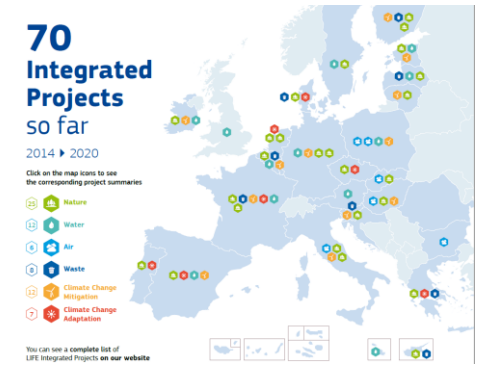 70
Integrated
Projects
so far
2014 ▶ 2020
Click on the map icons to see
the corresponding project summaries
25 Nature
12 Water
6 Air
8 Waste
12 Climate Change
Mitigation
7 Climate Change
Adaptation
You can see a complete list of
LIFE Integrated Projects on our website